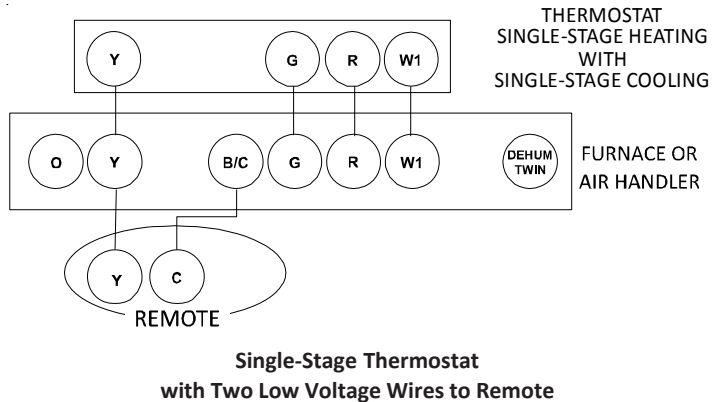 THERMOSTAT
SINGLE-STAGE HEATING
WITH
SINGLE-STAGE COOLING
Y G R W1
O Y B/C G R W1 DEHUM
TWIN
FURNACE OR
AIR HANDLER
Y C
REMOTE
Single-Stage Thermostat
with Two Low Voltage Wires to Remote